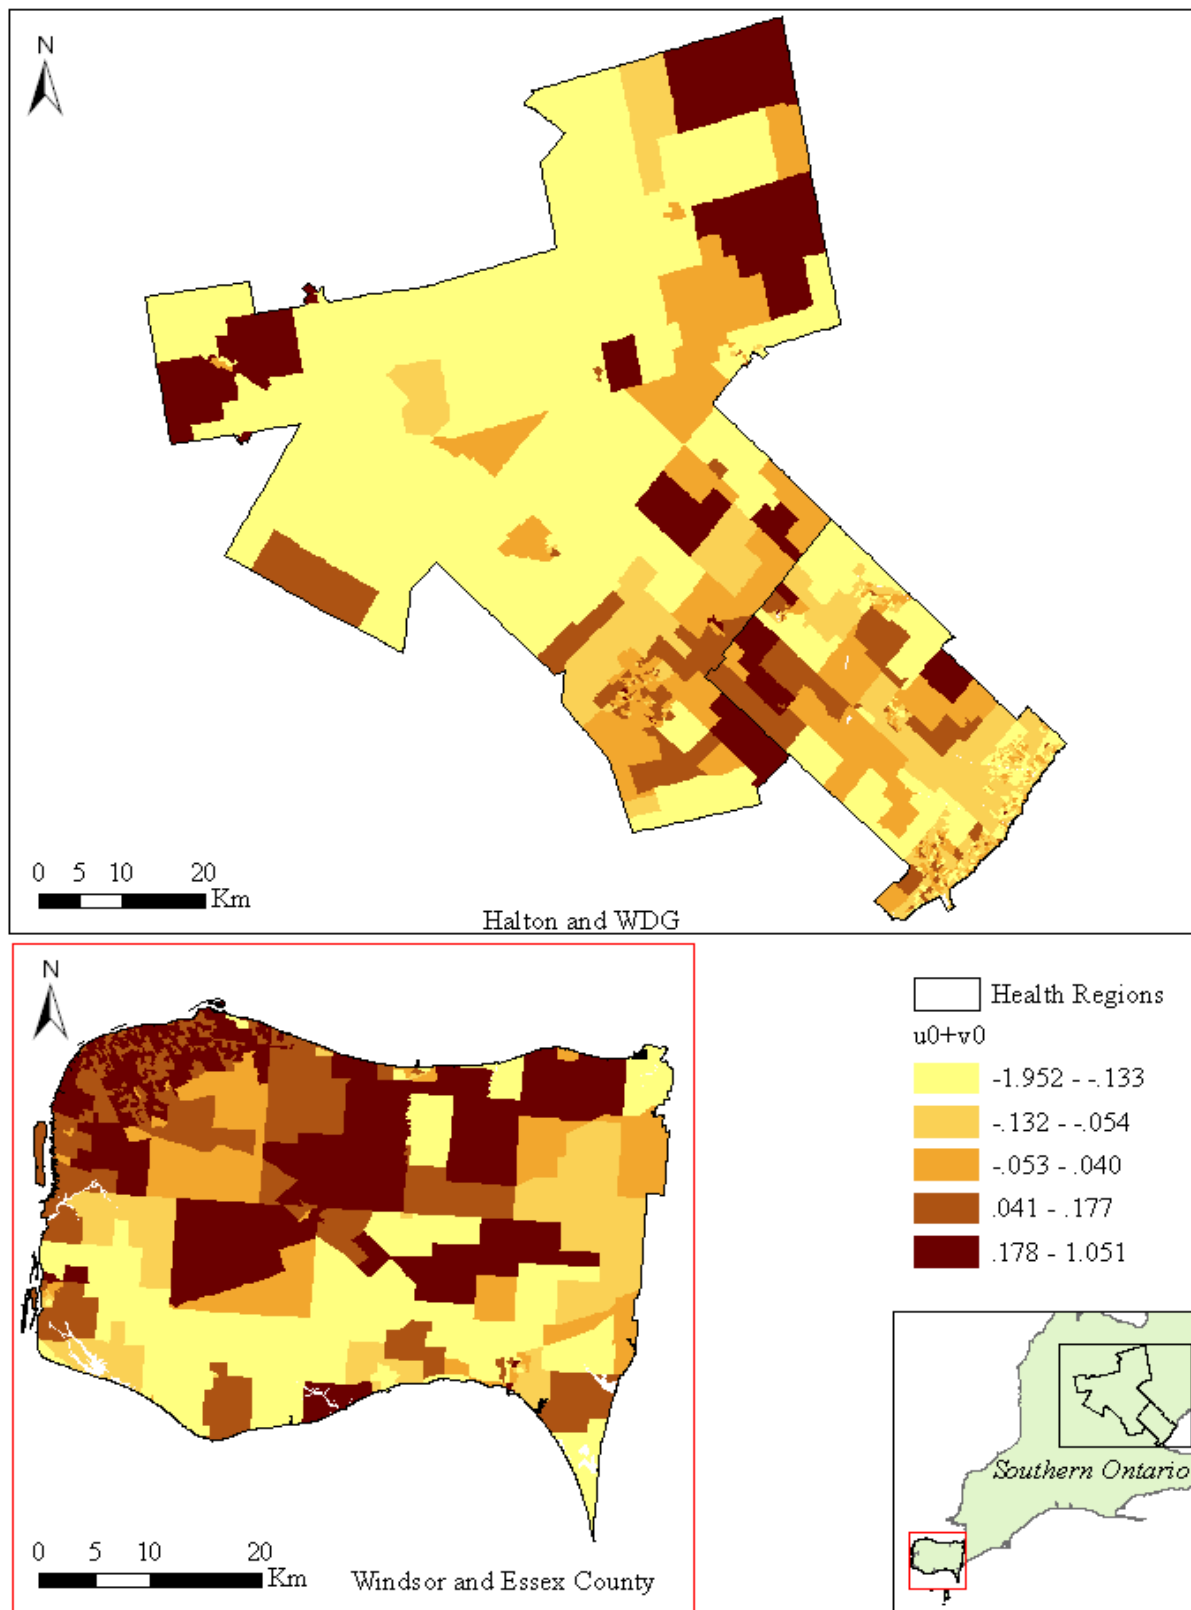 N
0 5 10 20
Km
Halton and WDG
N
0 5 10 20
Km
Windsor and Essex County
Health Regions
u0+v0
-1.952 - -.133
-.132 - -.054
-.053 - .040
.041 - .177
.178 - 1.051
Southern Ontario